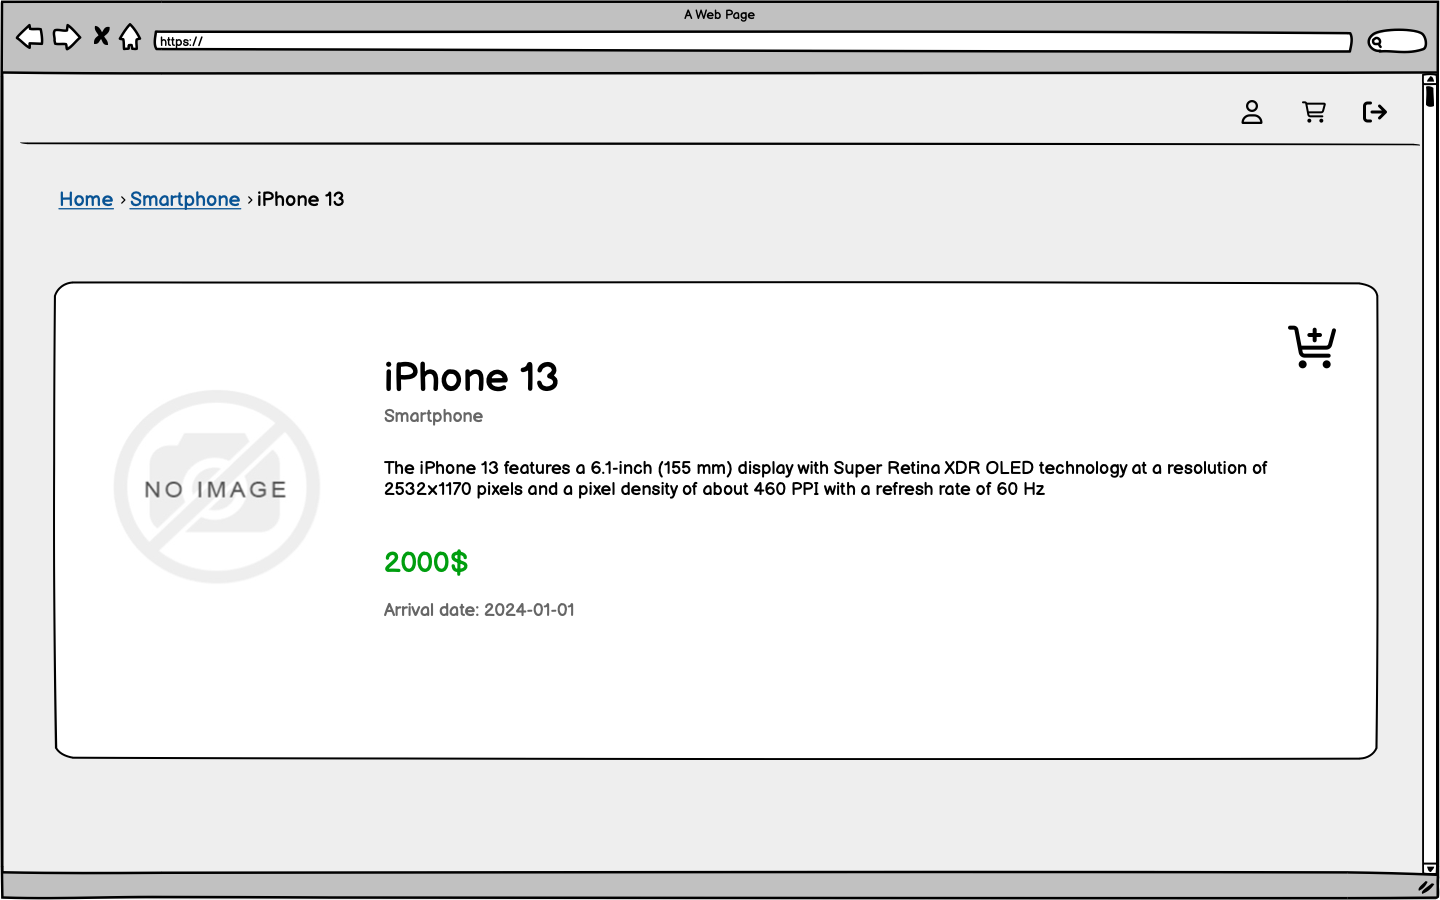 A Web Page
https://
Home › Smartphone › iPhone 13
iPhone 13
Smartphone
NO IMAGE
The iPhone 13 features a 6.1-inch (155 mm) display with Super Retina XDR OLED technology at a resolution of
2532x1170 pixels and a pixel density of about 460 PPI with a refresh rate of 60 Hz
2000$
Arrival date: 2024-01-01